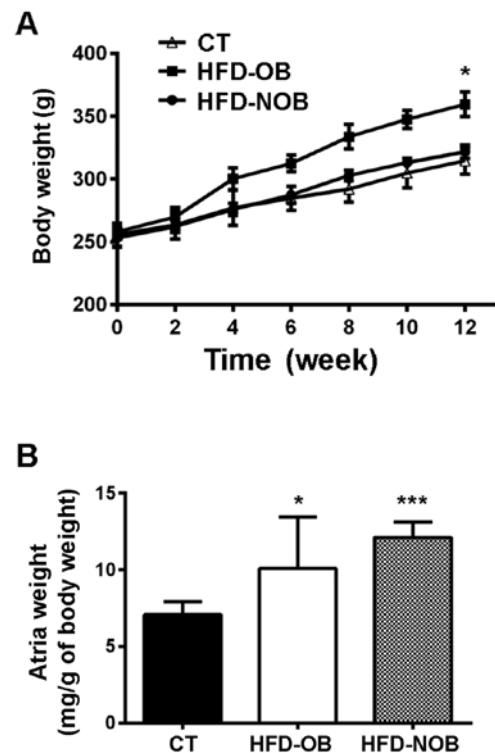 A
CT
HFD-OB
HFD-NOB
*
Body weight (g)
400
350
300
250
200
0 2 4 6 8 10 12
Time (week)
B
Atria weight
(mg/g of body weight)
15
10
5
0
* ***
CT HFD-OB HFD-NOB